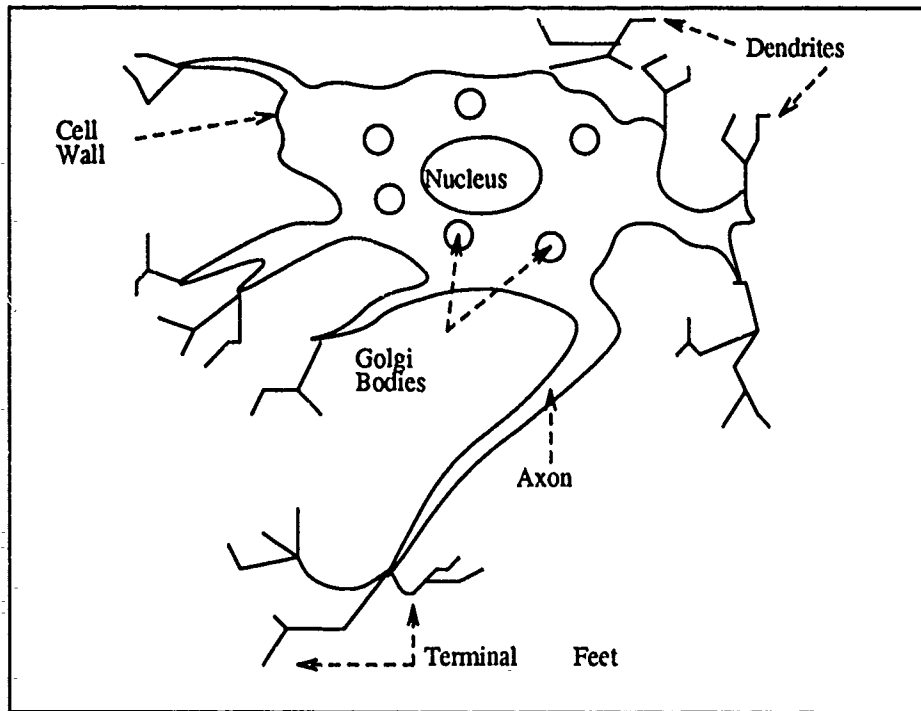 Dendrites
Cell
Wall
Nucleus
Golgi
Bodies
Axon
Terminal Feet